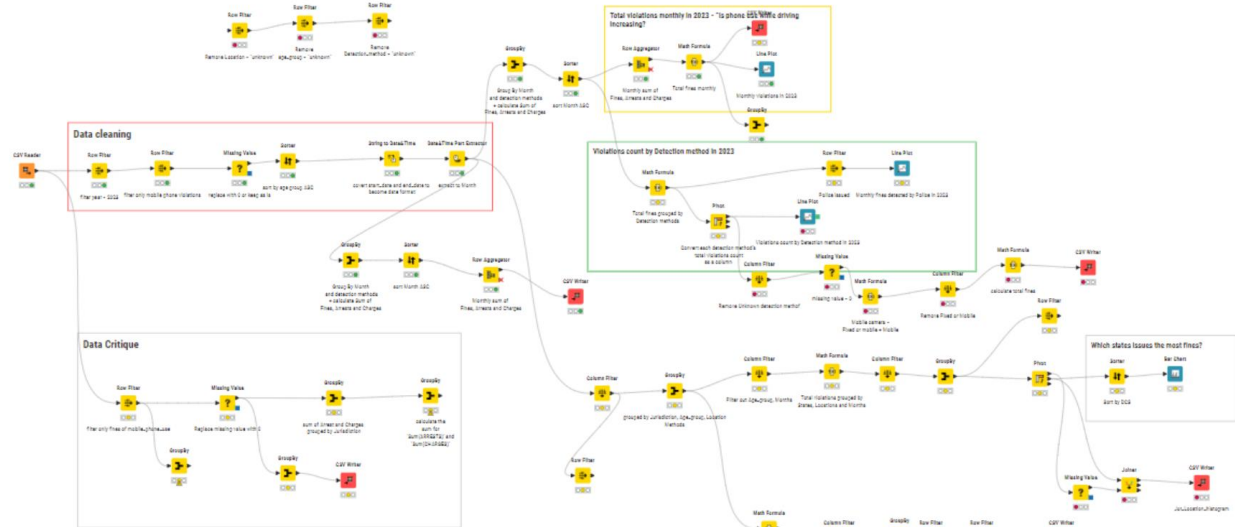 Row Filter
Remove Location = "unknown"
Row Filter
Remove
age_group = "unknown"
Row Filter
Remove
Detection_method = "unknown"
GroupBy
Group By Month
and detection methods
+ calculate Sum of
Fines, Arrests and Charges
Sorter
sort Month ASC
Total violations monthly in 2023 - "Is phone use while driving
increasing?
Row Aggregator
Monthly sum of
Fines, Arrests and Charges
Math Formula
Total fines monthly
CSV Writer
Line Plot
Monthly Violations in 2023
GroupBy
Data cleaning
CSV Reader
Row Filter
filter year = 2023
Row Filter
filter only mobile phone violations
Missing Value
replace with 0 or keep as is
Sorter
sort by age group ASC
String to Date&Time
covert start_date and end_date to
become date format
Date&Time Part Extractor
extract to Month
Violations count by Detection method in 2023
Math Formula
Total fines grouped by
Detection methods
Row Filter
Police Issued
Line Plot
Monthly fines detected by Police in 2023
Pivot
Convert each detection method's
total violations count
as a column
Line Plot
Violations count by Detection method in 2023
GroupBy
Group By Month
and detection methods
+ calculate Sum of
Fines, Arrests and Charges
Sorter
sort Month ASC
Row Aggregator
Monthly sum of
Fines, Arrests and Charges
CSV Writer
Column Filter
Remove Unknown detection method
Missing Value
missing value = 0
Math Formula
Mobile camera =
Fixed or mobile + Mobile
Column Filter
Remove Fixed or Mobile
Math Formula
calculate total fines
CSV Writer
Row Filter
Data Critique
Row Filter
filter only fines of mobile_phone_use
Missing Value
Replace missing value with 0
GroupBy
sum of Arrest and Charges
grouped by Jurisdiction
GroupBy
calculate the
sum for
"Sum(ARRESTS) and
"Sum(CHARGES)"
GroupBy
GroupBy
CSV Writer
Column Filter
GroupBy
grouped by Jurisdiction, Age_group, Location
Methods
Column Filter
Filter out Age_group, Months
Math Formula
Total violations grouped by
States, Locations and Months
Column Filter
GroupBy
Pivot
Which states issues the most fines?
Sorter
Sort by DCS
Bar Chart
Row Filter
Missing Value
Joiner
CSV Writer
Math Formula
Column Filter
GroupBy
Row Filter
Row Filter
CSV Writer